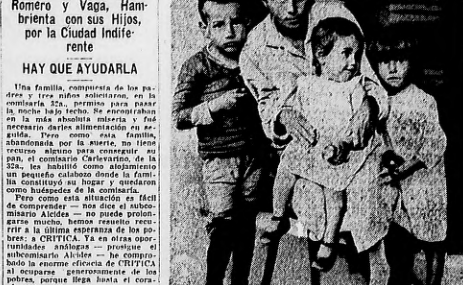 Romero y Vaga, Ham-
brienta con sus Hijos,
por la Ciudad Indife-
rente
HAY QUE AYUDARLA
Una familia, compuesta de los pa-
dres y tres niños solicitaron, en la
comisaría 32a., permiso para pasar
la noche bajo techo. Se encontraban
en la más absoluta miseria y fué
necesario darles alimentación en se-
guida. Pero como esta familia,
abandonada por la suerte, no tiene
recurso alguno para conseguir su
pan, el comisario Carlevarino, de la
32a., les habilitó como alojamiento
un pequeño calabozo donde la fami-
lia constituyó su hogar y quedaron
como huéspedes de la comisaría.
Pero como esta situación es fácil
de comprender — nos dice el subco-
misario Alcides — no puede prolon-
garse mucho, hemos resuelto recu-
rrir a la última esperanza de los po-
bres: a CRITICA. Ya en otras opor-
tunidades análogas — prosigue el
subcomisario Alcides — he compro-
bado la enorme eficacia de CRITICA
al ocuparse generosamente de los
pobres, porque llega hasta el cora-